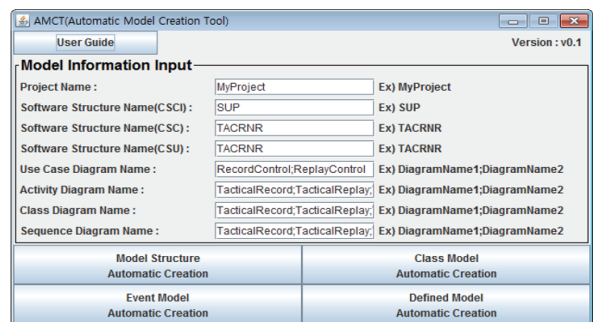 AMCT(Automatic Model Creation Tool)
User Guide Version : v0.1
Model Information Input
Project Name : MyProject Ex) MyProject
Software Structure Name(CSCI) : SUP Ex) SUP
Software Structure Name(CSC) : TACRNR Ex) TACRNR
Software Structure Name(CSU) : TACRNR Ex) TACRNR
Use Case Diagram Name : RecordControl;ReplayControl Ex) DiagramName1;DiagramName2
Activity Diagram Name : TacticalRecord;TacticalReplay; Ex) DiagramName1;DiagramName2
Class Diagram Name : TacticalRecord;TacticalReplay; Ex) DiagramName1;DiagramName2
Sequence Diagram Name : TacticalRecord;TacticalReplay; Ex) DiagramName1;DiagramName2
Model Structure Class Model
Automatic Creation Automatic Creation
Event Model Defined Model
Automatic Creation Automatic Creation